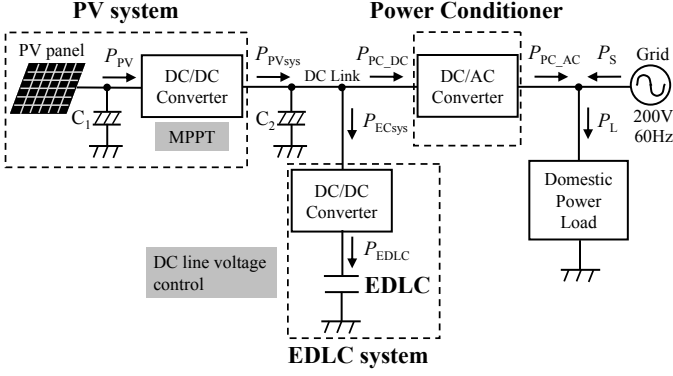 PV system
Power Conditioner
PV panel
P_PV
P_PVsys
P_PC_DC
P_PC_AC
P_S
Grid
DC/DC
Converter
DC Link
DC/AC
Converter
C_1
MPPT
C_2
P_ECsys
P_L
200V
60Hz
DC/DC
Converter
Domestic
Power
Load
P_EDLC
DC line voltage
control
EDLC
EDLC system